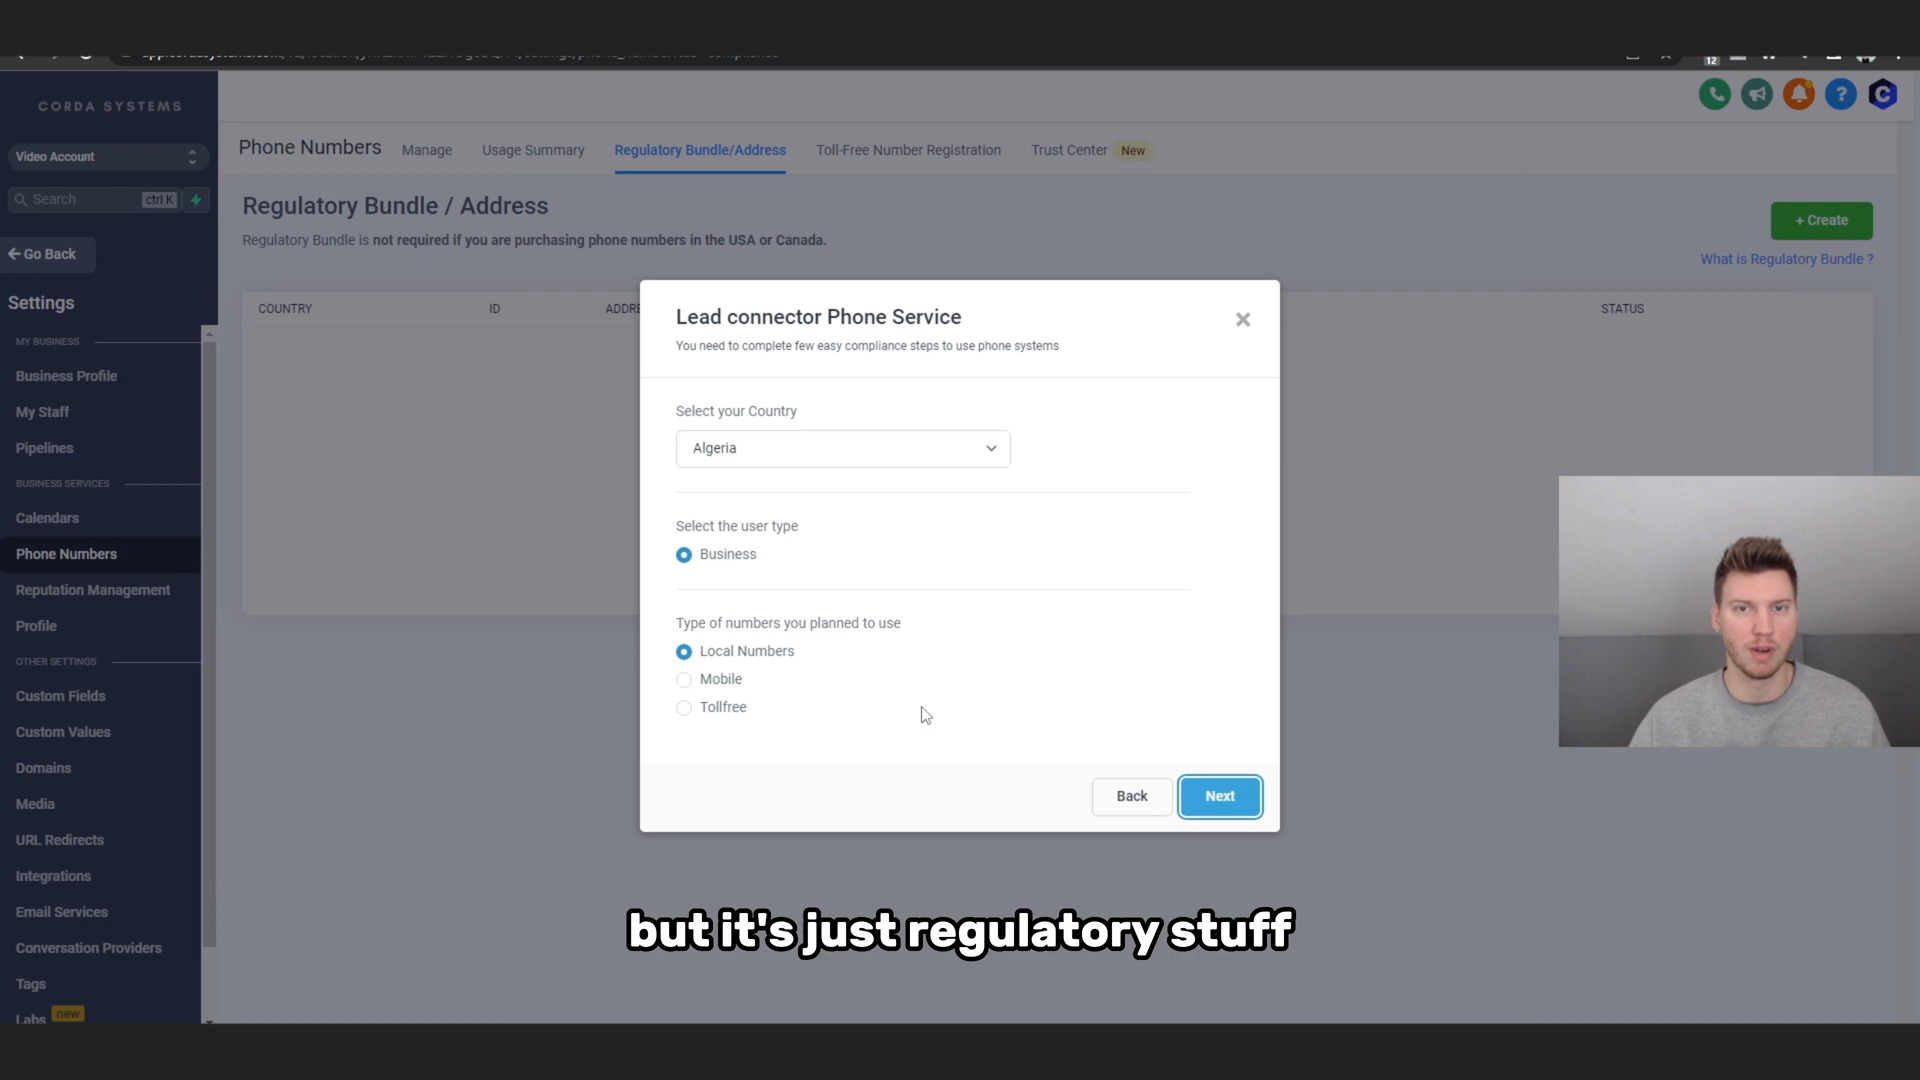 12
CORDA SYSTEMS
Video Account
Search
ctrl K
Go Back
Settings
MY BUSINESS
Business Profile
My Staff
Pipelines
BUSINESS SERVICES
Calendars
Phone Numbers
Reputation Management
Profile
OTHER SETTINGS
Custom Fields
Custom Values
Domains
Media
URL Redirects
Integrations
Email Services
Conversation Providers
Tags
Labs new
Phone Numbers Manage Usage Summary Regulatory Bundle/Address Toll-Free Number Registration Trust Center New
Regulatory Bundle / Address
Regulatory Bundle is not required if you are purchasing phone numbers in the USA or Canada.
+ Create
What is Regulatory Bundle ?
COUNTRY ID ADDRE STATUS
Lead connector Phone Service
You need to complete few easy compliance steps to use phone systems
Select your Country
Algeria
Select the user type
Business
Type of numbers you planned to use
Local Numbers
Mobile
Tollfree
Back Next
but it's just regulatory stuff